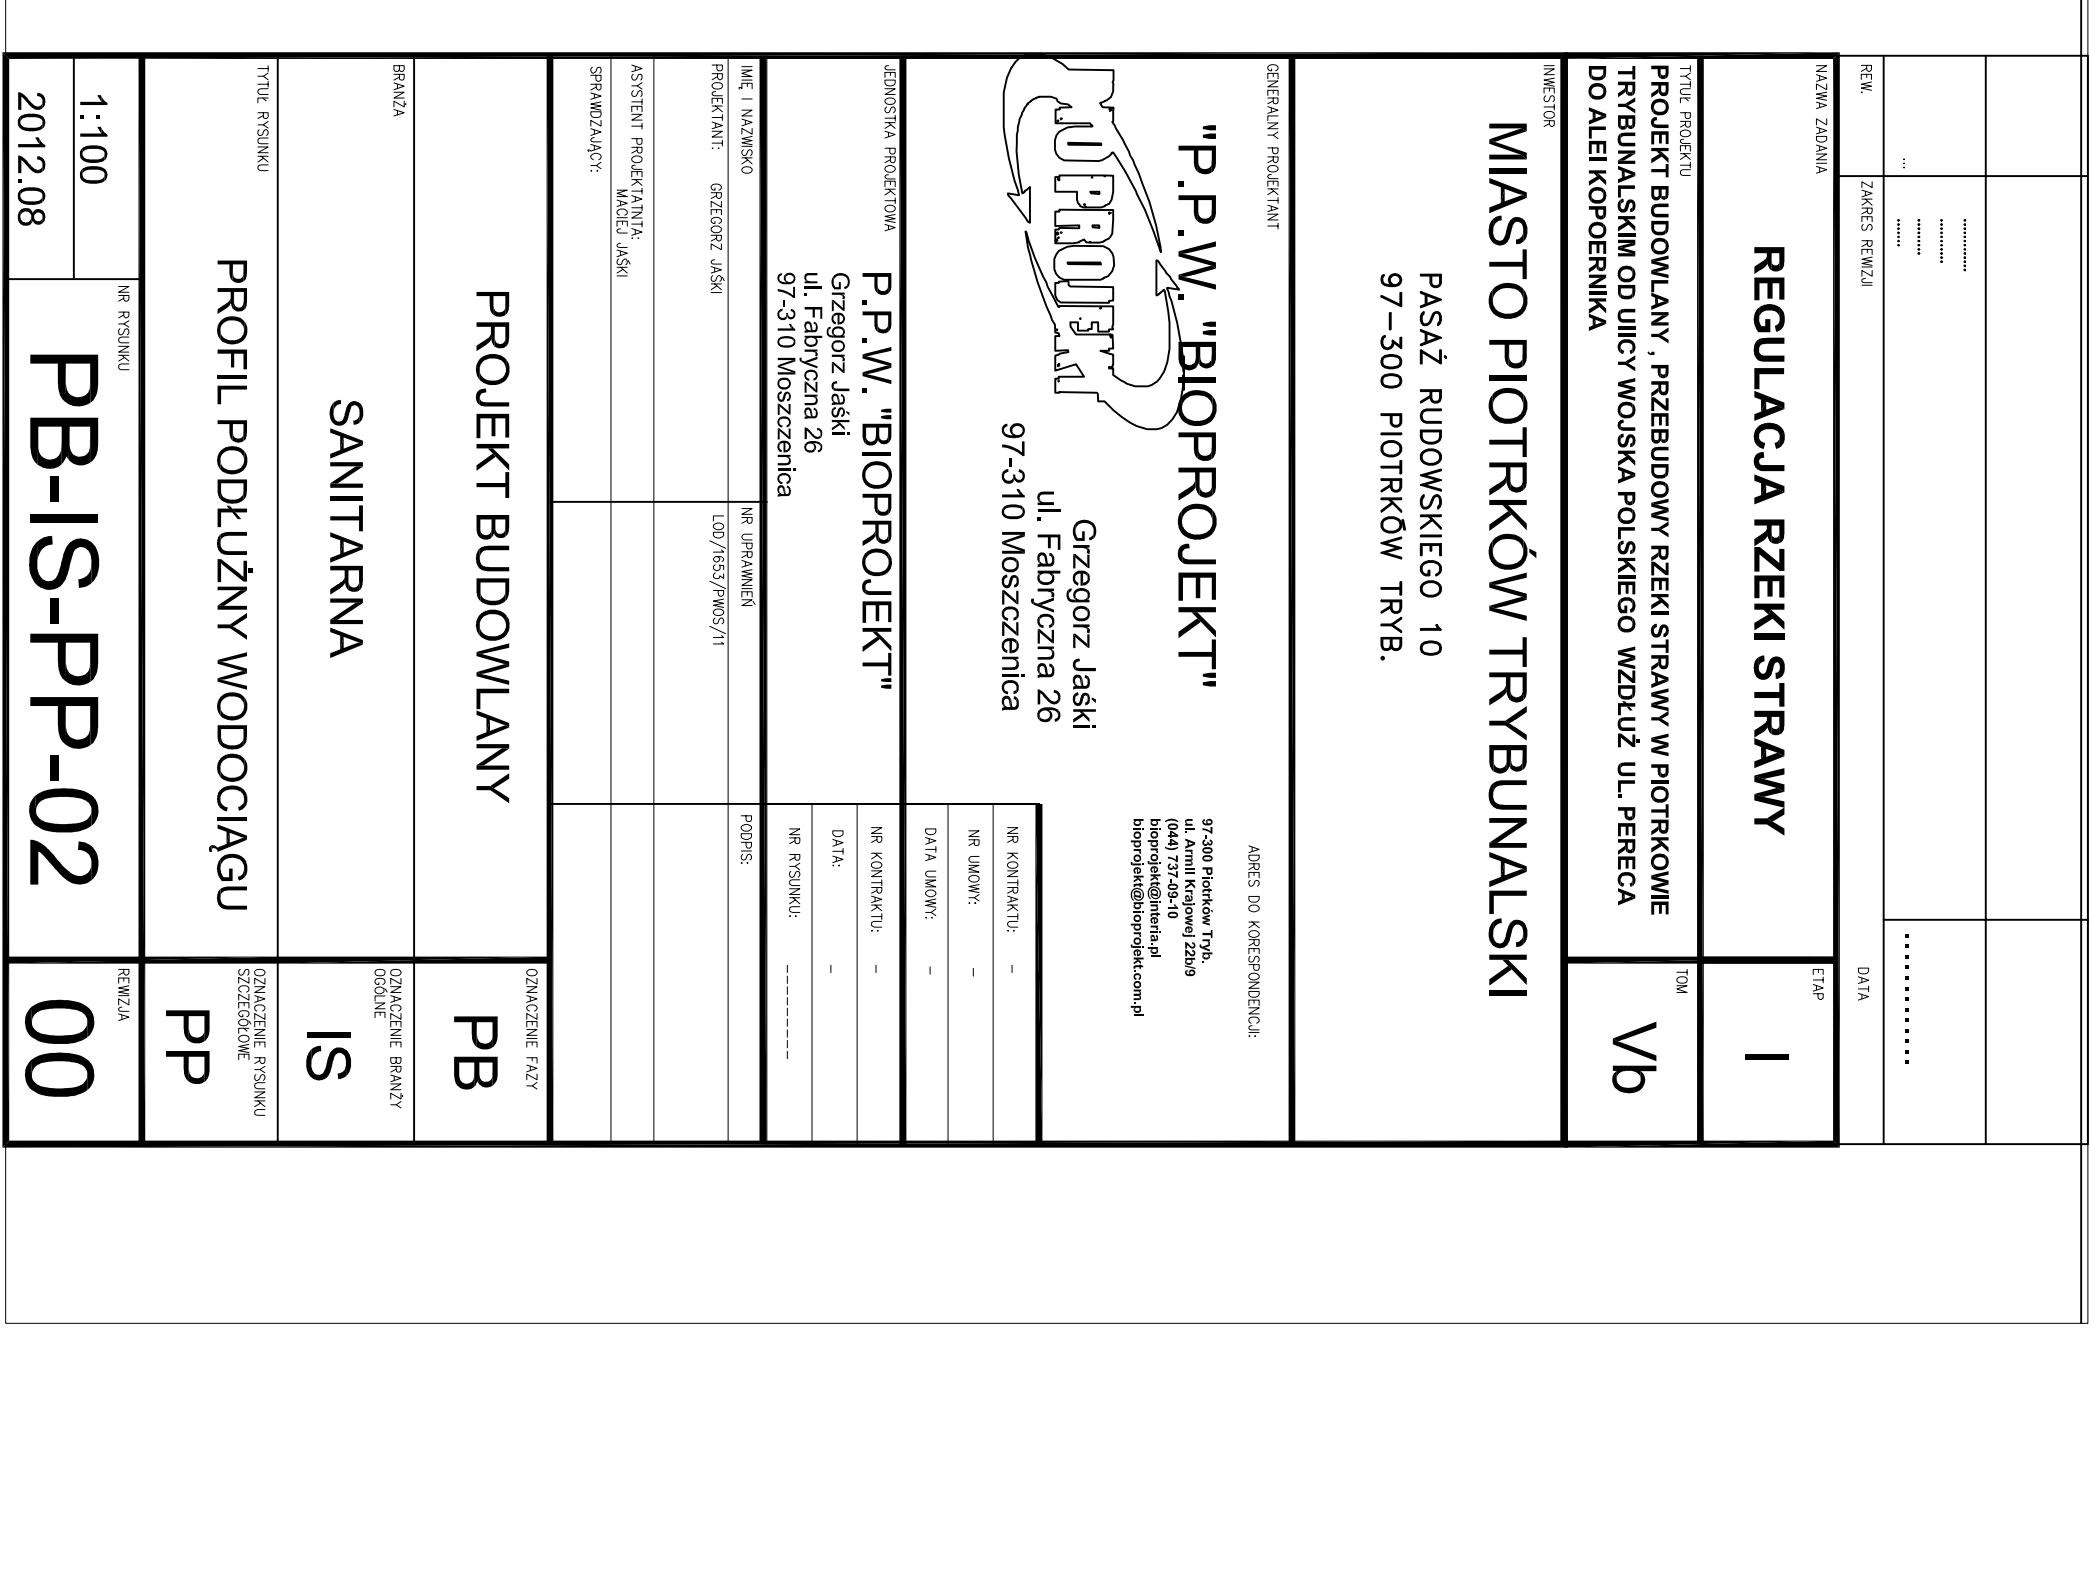 REW.
ZAKRES REWIZJI
DATA
...
.............
...........
.........
.......
NAZWA ZADANIA
REGULACJA RZEKI STRAWY
ETAP
I
TYTUŁ PROJEKTU
PROJEKT BUDOWLANY , PRZEBUDOWY RZEKI STRAWY W PIOTRKOWIE
TRYBUNALSKIM OD UlICY WOJSKA POLSKIEGO WZDŁUŻ UL. PERECA
DO ALEI KOPOERNIKA
TOM
Vb
INWESTOR
MIASTO PIOTRKÓW TRYBUNALSKI
PASAŻ RUDOWSKIEGO 10
97-300 PIOTRKÓW TRYB.
GENERALNY PROJEKTANT
"P.P.W. "BIOPROJEKT"
Grzegorz Jaśki
ul. Fabryczna 26
97-310 Moszczenica
ADRES DO KORESPONDENCJI:
97-300 Piotrków Tryb.
ul. ArmII Krajowej 22b/9
(044) 737-09-10
bioprojekt@interia.pl
bioprojekt@bioprojekt.com.pl
NR KONTRAKTU: -
NR UMOWY: -
DATA UMOWY: -
JEDNOSTKA PROJEKTOWA
P.P.W. "BIOPROJEKT"
Grzegorz Jaśki
ul. Fabryczna 26
97-310 Moszczenica
NR KONTRAKTU: -
DATA: -
NR RYSUNKU: ---------
IMIĘ I NAZWISKO
NR UPRAWNIEŃ
PODPIS:
PROJEKTANT: GRZEGORZ JAŚKI
LOD/1653/PWOS/11
ASYSTENT PROJEKTATNTA:
MACIEJ JAŚKI
SPRAWDZAJĄCY:
PROJEKT BUDOWLANY
OZNACZENIE FAZY
PB
BRANŻA
SANITARNA
OZNACZENIE BRANŻY
OGÓLNE
IS
TYTUŁ RYSUNKU
PROFIL PODŁUŻNY WODOCIĄGU
OZNACZENIE RYSUNKU
SZCZEGÓŁOWE
PP
1:100
2012.08
NR RYSUNKU
PB-IS-PP-02
REWIZJA
00